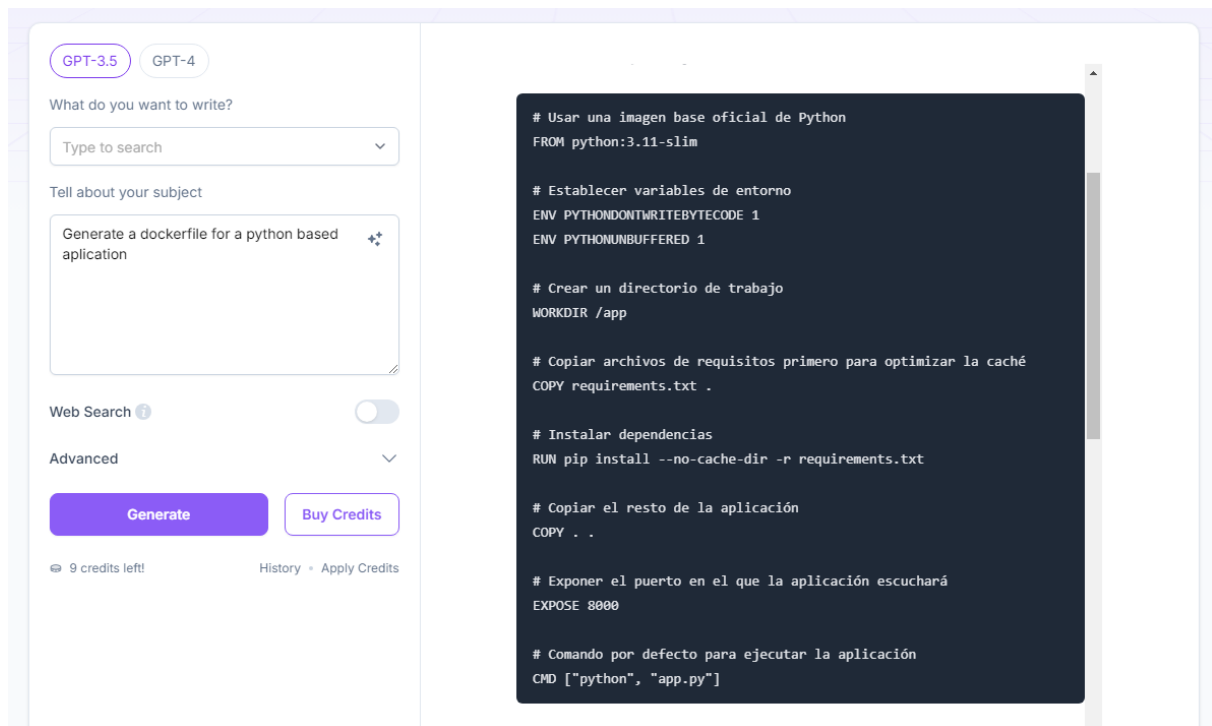 GPT-3.5 GPT-4
What do you want to write?
Type to search
Tell about your subject
Generate a dockerfile for a python based
aplication
Web Search
Advanced
Generate Buy Credits
9 credits left! History • Apply Credits
# Usar una imagen base oficial de Python
FROM python:3.11-slim
# Establecer variables de entorno
ENV PYTHONDONTWRITEBYTECODE 1
ENV PYTHONUNBUFFERED 1
# Crear un directorio de trabajo
WORKDIR /app
# Copiar archivos de requisitos primero para optimizar la caché
COPY requirements.txt .
# Instalar dependencias
RUN pip install --no-cache-dir -r requirements.txt
# Copiar el resto de la aplicación
COPY . .
# Exponer el puerto en el que la aplicación escuchará
EXPOSE 8000
# Comando por defecto para ejecutar la aplicación
CMD ["python", "app.py"]